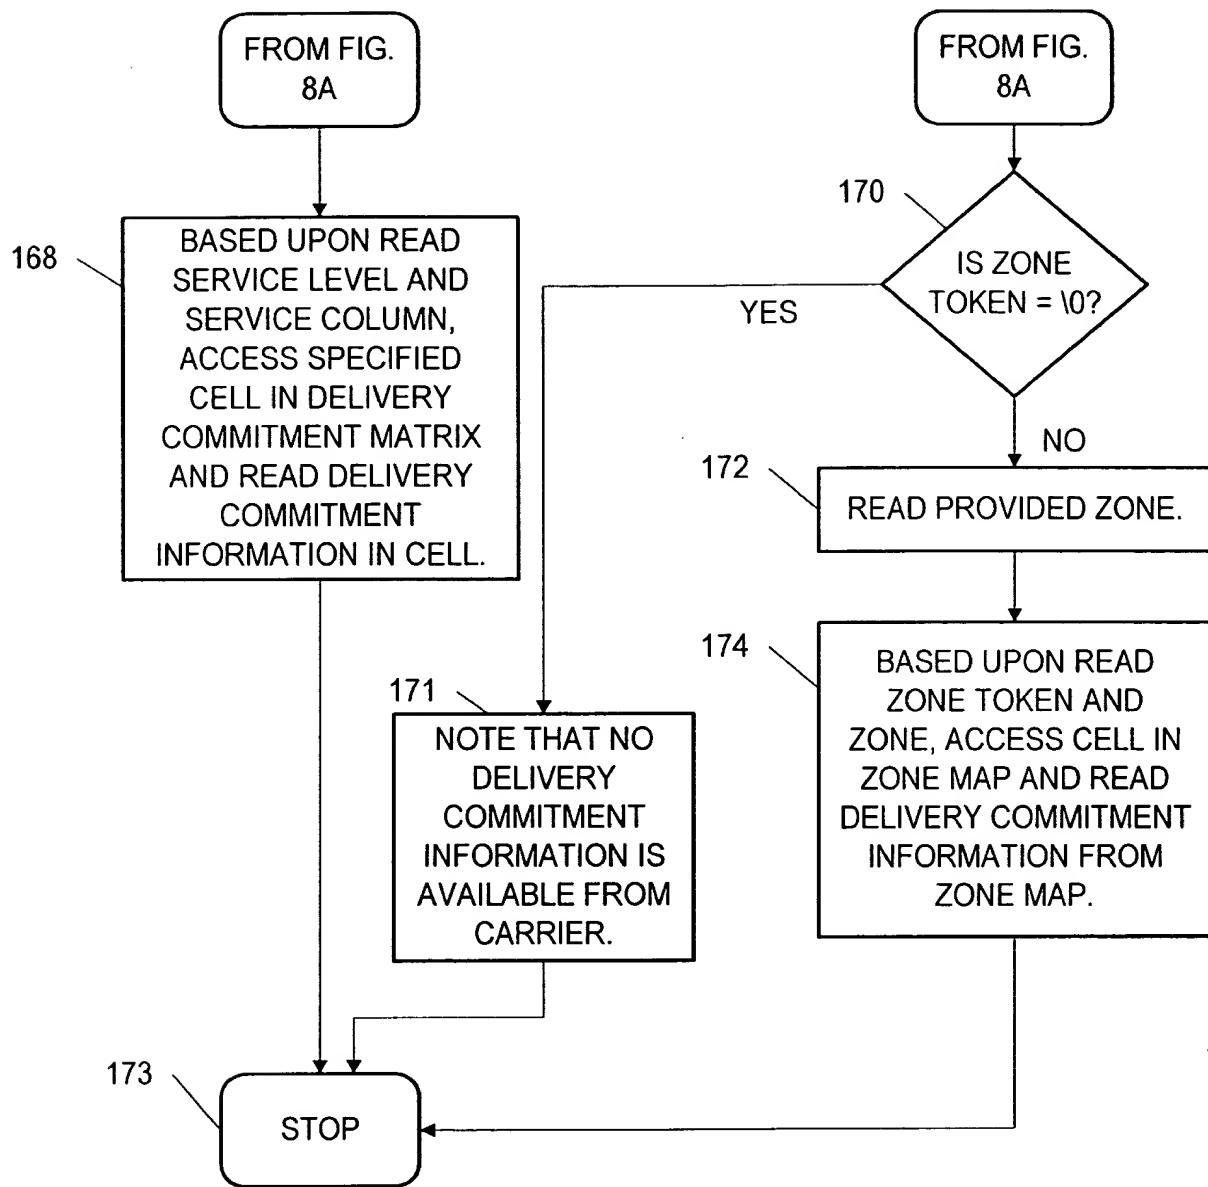 FROM FIG.
8A
FROM FIG.
8A
168
BASED UPON READ
SERVICE LEVEL AND
SERVICE COLUMN,
ACCESS SPECIFIED
CELL IN DELIVERY
COMMITMENT MATRIX
AND READ DELIVERY
COMMITMENT
INFORMATION IN CELL.
170
IS ZONE
TOKEN = \0?
YES
NO
172
READ PROVIDED ZONE.
174
BASED UPON READ
ZONE TOKEN AND
ZONE, ACCESS CELL IN
ZONE MAP AND READ
DELIVERY COMMITMENT
INFORMATION FROM
ZONE MAP.
171
NOTE THAT NO
DELIVERY
COMMITMENT
INFORMATION IS
AVAILABLE FROM
CARRIER.
173
STOP